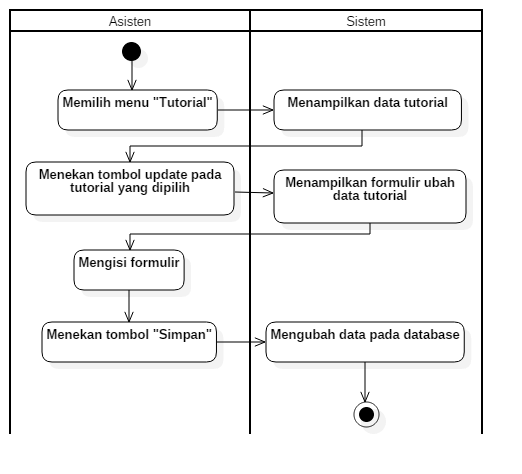 Asisten
Sistem
Memilih menu "Tutorial"
Menampilkan data tutorial
Menekan tombol update pada
tutorial yang dipilih
Menampilkan formulir ubah
data tutorial
Mengisi formulir
Menekan tombol "Simpan"
Mengubah data pada database